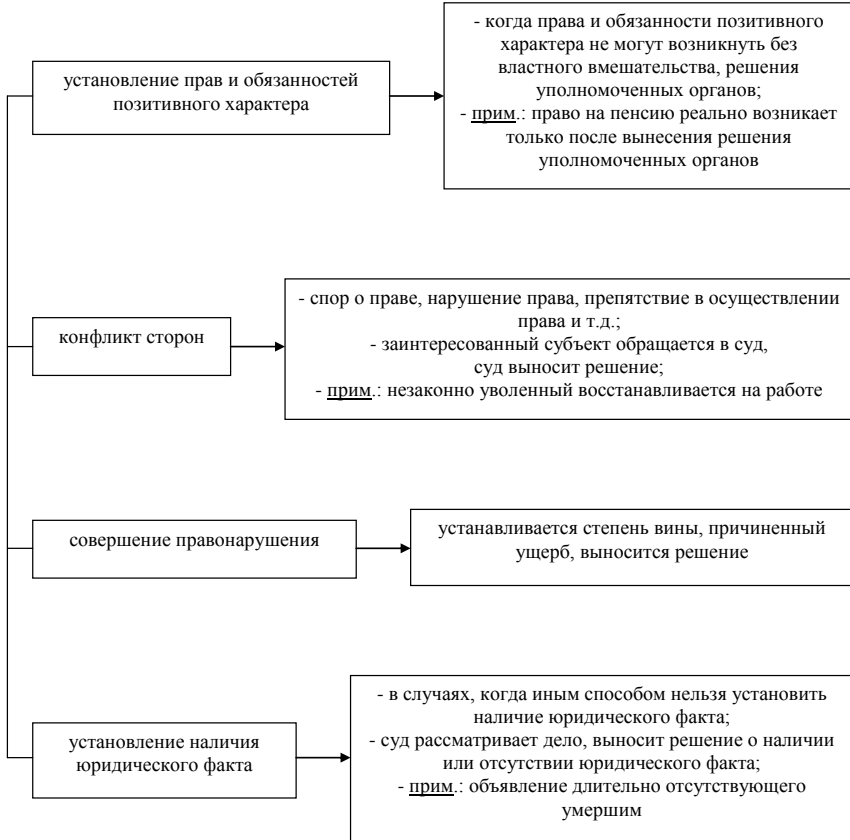 установление прав и обязанностей
позитивного характера
- когда права и обязанности позитивного
характера не могут возникнуть без
властного вмешательства, решения
уполномоченных органов;
- прим.: право на пенсию реально возникает
только после вынесения решения
уполномоченных органов
конфликт сторон
- спор о праве, нарушение права, препятствие в осуществлении
права и т.д.;
- заинтересованный субъект обращается в суд,
суд выносит решение;
- прим.: незаконно уволенный восстанавливается на работе
совершение правонарушения
устанавливается степень вины, причиненный
ущерб, выносится решение
установление наличия
юридического факта
- в случаях, когда иным способом нельзя установить
наличие юридического факта;
- суд рассматривает дело, выносит решение о наличии
или отсутствии юридического факта;
- прим.: объявление длительно отсутствующего
умершим